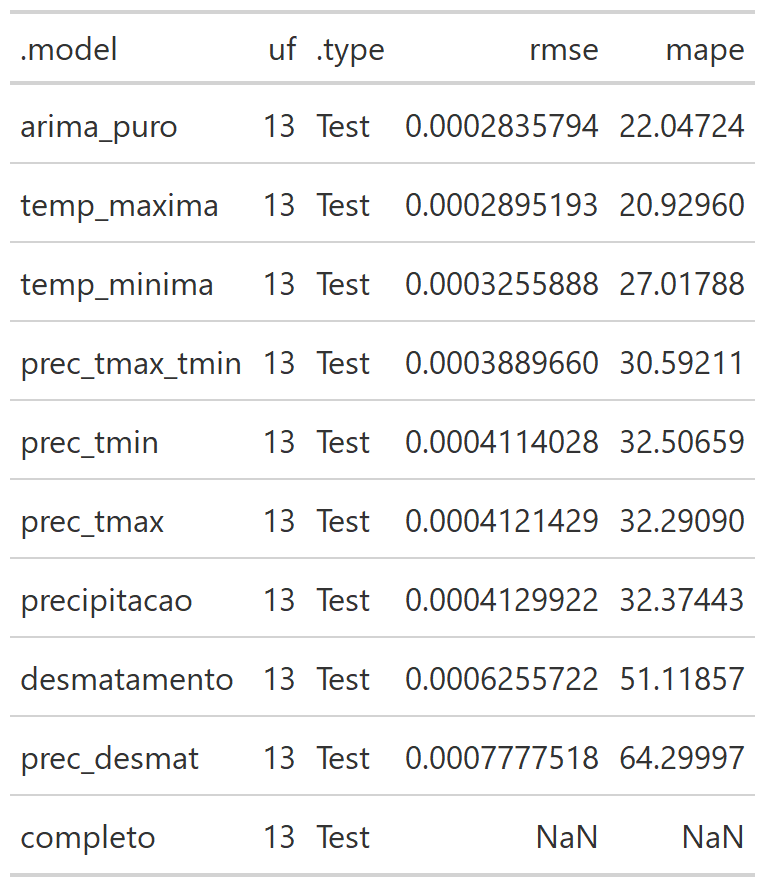 .model uf .type rmse mape
arima_puro 13 Test 0.0002835794 22.04724
temp_maxima 13 Test 0.0002895193 20.92960
temp_minima 13 Test 0.0003255888 27.01788
prec_tmax_tmin 13 Test 0.0003889660 30.59211
prec_tmin 13 Test 0.0004114028 32.50659
prec_tmax 13 Test 0.0004121429 32.29090
precipitacao 13 Test 0.0004129922 32.37443
desmatamento 13 Test 0.0006255722 51.11857
prec_desmat 13 Test 0.0007777518 64.29997
completo 13 Test NaN NaN